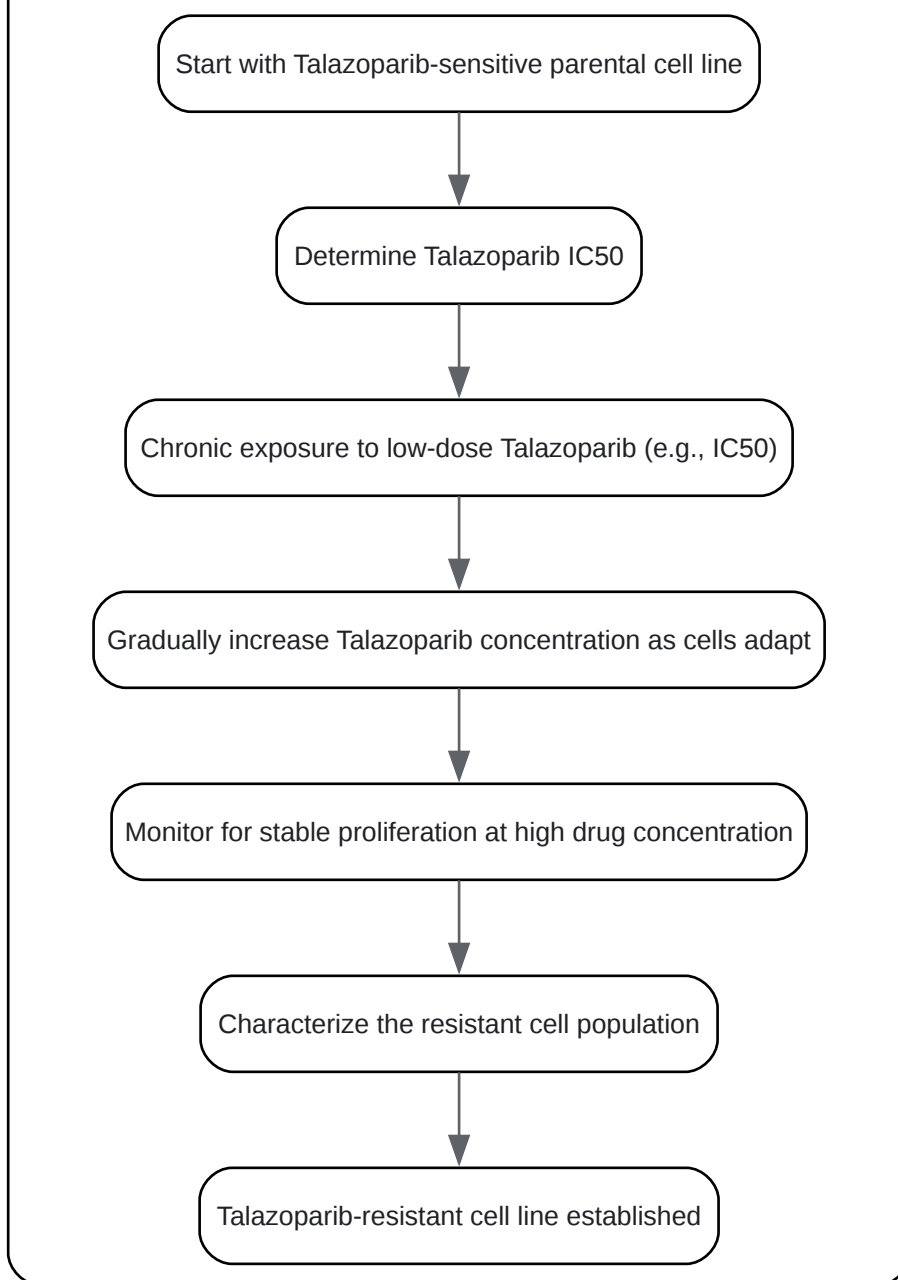 Start with Talazoparib-sensitive parental cell line
Determine Talazoparib IC50
Chronic exposure to low-dose Talazoparib (e.g., IC50)
Gradually increase Talazoparib concentration as cells adapt
Monitor for stable proliferation at high drug concentration
Characterize the resistant cell population
Talazoparib-resistant cell line established